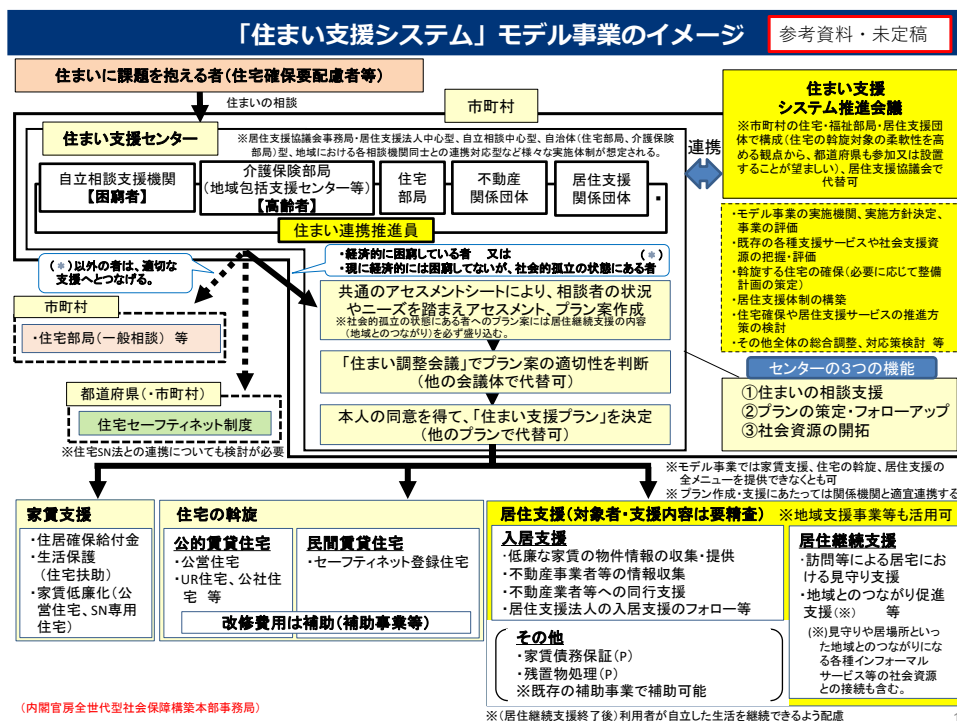 「住まい支援システム」モデル事業のイメージ
参考資料・未定稿
住まいに課題を抱える者(住宅確保要配慮者等)
住まいの相談
市町村
住まい支援センター
※居住支援協議会事務局・居住支援法人中心型、自立相談中心型、自治体(住宅部局、介護保険
部局)型、地域における各相談機関同士との連携対応型など様々な実施体制が想定される。
自立相談支援機関
【困窮者】
介護保険部局
(地域包括支援センター等)
【高齢者】
住宅
部局
不動産
関係団体
居住支援
関係団体
・
住まい連携推進員
連携
住まい支援
システム推進会議
※市町村の住宅・福祉部局・居住支援団
体で構成(住宅の斡旋対象の柔軟性を高
める観点から、都道府県も参加又は設置
することが望ましい)、居住支援協議会で
代替可
・モデル事業の実施機関、実施方針決定、
事業の評価
・既存の各種支援サービスや社会支援資
源の把握・評価
・斡旋する住宅の確保(必要に応じて整備
計画の策定)
・居住支援体制の構築
・住宅確保や居住支援サービスの推進方
策の検討
・その他全体の総合調整、対応策検討 等
(*)以外の者は、適切な
支援へとつなげる。
・経済的に困窮している者 又は (*)
・現に経済的には困窮してないが、社会的孤立の状態にある者
市町村
・住宅部局(一般相談) 等
都道府県(・市町村)
住宅セーフティネット制度
※住宅SN法との連携についても検討が必要
共通のアセスメントシートにより、相談者の状況
やニーズを踏まえアセスメント、プラン案作成
※社会的孤立の状態にある者へのプラン案には居住継続支援の内容
(地域とのつながり)を必ず盛り込む。
「住まい調整会議」でプラン案の適切性を判断
(他の会議体で代替可)
本人の同意を得て、「住まい支援プラン」を決定
(他のプランで代替可)
センターの3つの機能
①住まいの相談支援
②プランの策定・フォローアップ
③社会資源の開拓
※モデル事業では家賃支援、住宅の斡旋、居住支援の
全メニューを提供できなくとも可
※ プラン作成・支援にあたっては関係機関と適宜連携する
家賃支援
・住居確保給付金
・生活保護
(住宅扶助)
・家賃低廉化(公
営住宅、SN専用
住宅)
住宅の斡旋
公的賃貸住宅
・公営住宅
・UR住宅、公社住
宅 等
民間賃貸住宅
・セーフティネット登録住宅
改修費用は補助(補助事業等)
居住支援(対象者・支援内容は要精査) ※地域支援事業等も活用可
入居支援
・低廉な家賃の物件情報の収集・提供
・不動産事業者等の情報収集
・不動産業者等への同行支援
・居住支援法人の入居支援のフォロー等
その他
・家賃債務保証(P)
・残置物処理(P)
※既存の補助事業で補助可能
居住継続支援
・訪問等による居宅にお
ける見守り支援
・地域とのつながり促進
支援(※) 等
(※)見守りや居場所といっ
た地域とのつながりにな
る各種インフォーマル
サービス等の社会資源
との接続も含む。
(内閣官房全世代型社会保障構築本部事務局)
※(居住継続支援終了後)利用者が自立した生活を継続できるよう配慮
1